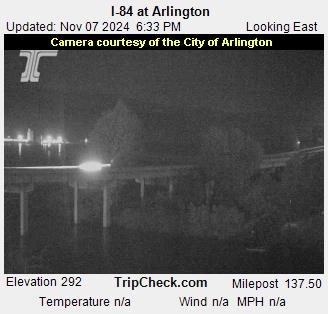 I-84 at Arlington
Updated: Nov 07 2024 6:33 PM Looking East
Camera courtesy of the City of Arlington
Elevation 292 TripCheck.com Milepost 137.50
Temperature n/a Wind n/a MPH n/a